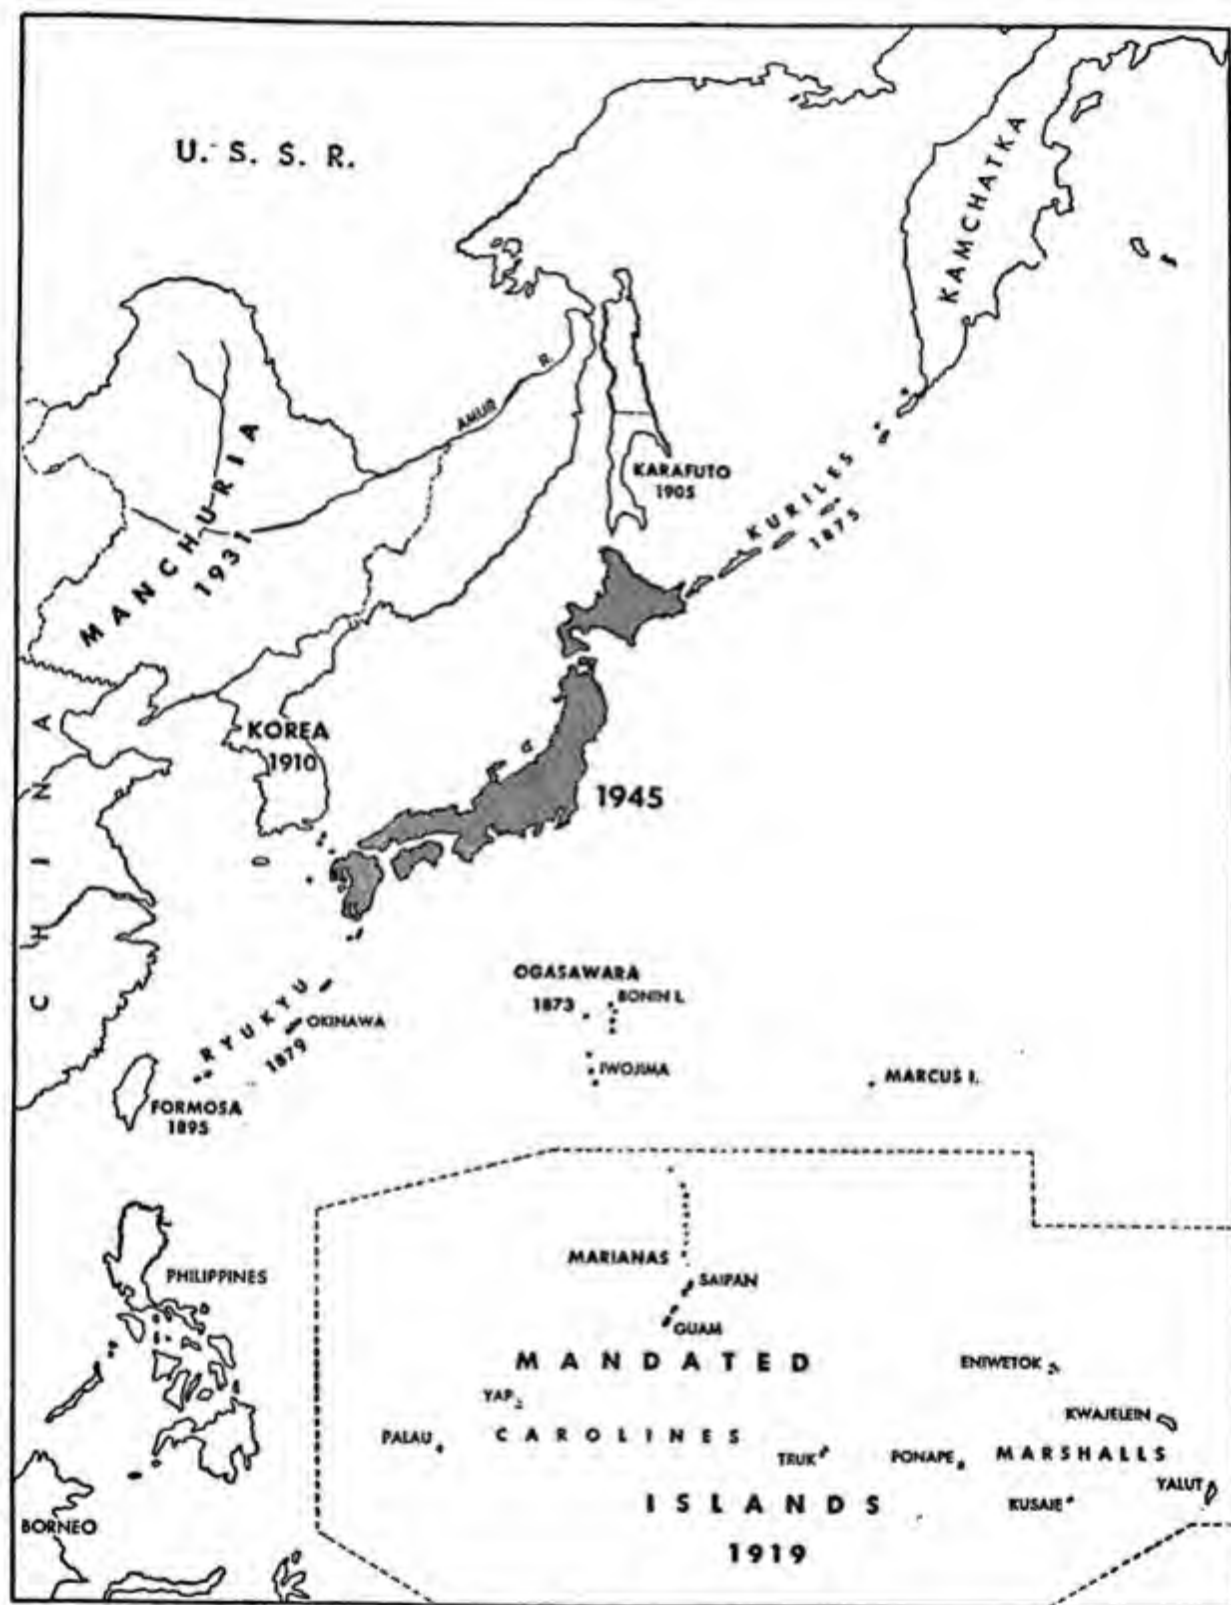 U. S. S. R.
KAMCHATKA
AMUR R.
KARAFUTO
1905
KURILES
1875
MANCHURIA
1931
KOREA
1910
1945
CHINA
OGASAWARA
1873
BONIN I.
RYUKYU
1879
OKINAWA
IWOJIMA
MARCUS I.
FORMOSA
1895
MARIANAS
SAIPAN
PHILIPPINES
GUAM
MANDATED
ENIWETOK
YAP
KWAJELEIN
PALAU
CAROLINES
TRUK
PONAPE
MARSHALLS
YALUT
ISLANDS
KUSAIE
BORNEO
1919